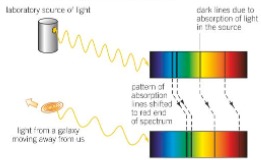 laboratory source of light
dark lines due to
absorption of light
in the source
pattern of
absorption
lines shifted
to red end
of spectrum
light from a galaxy
moving away from us